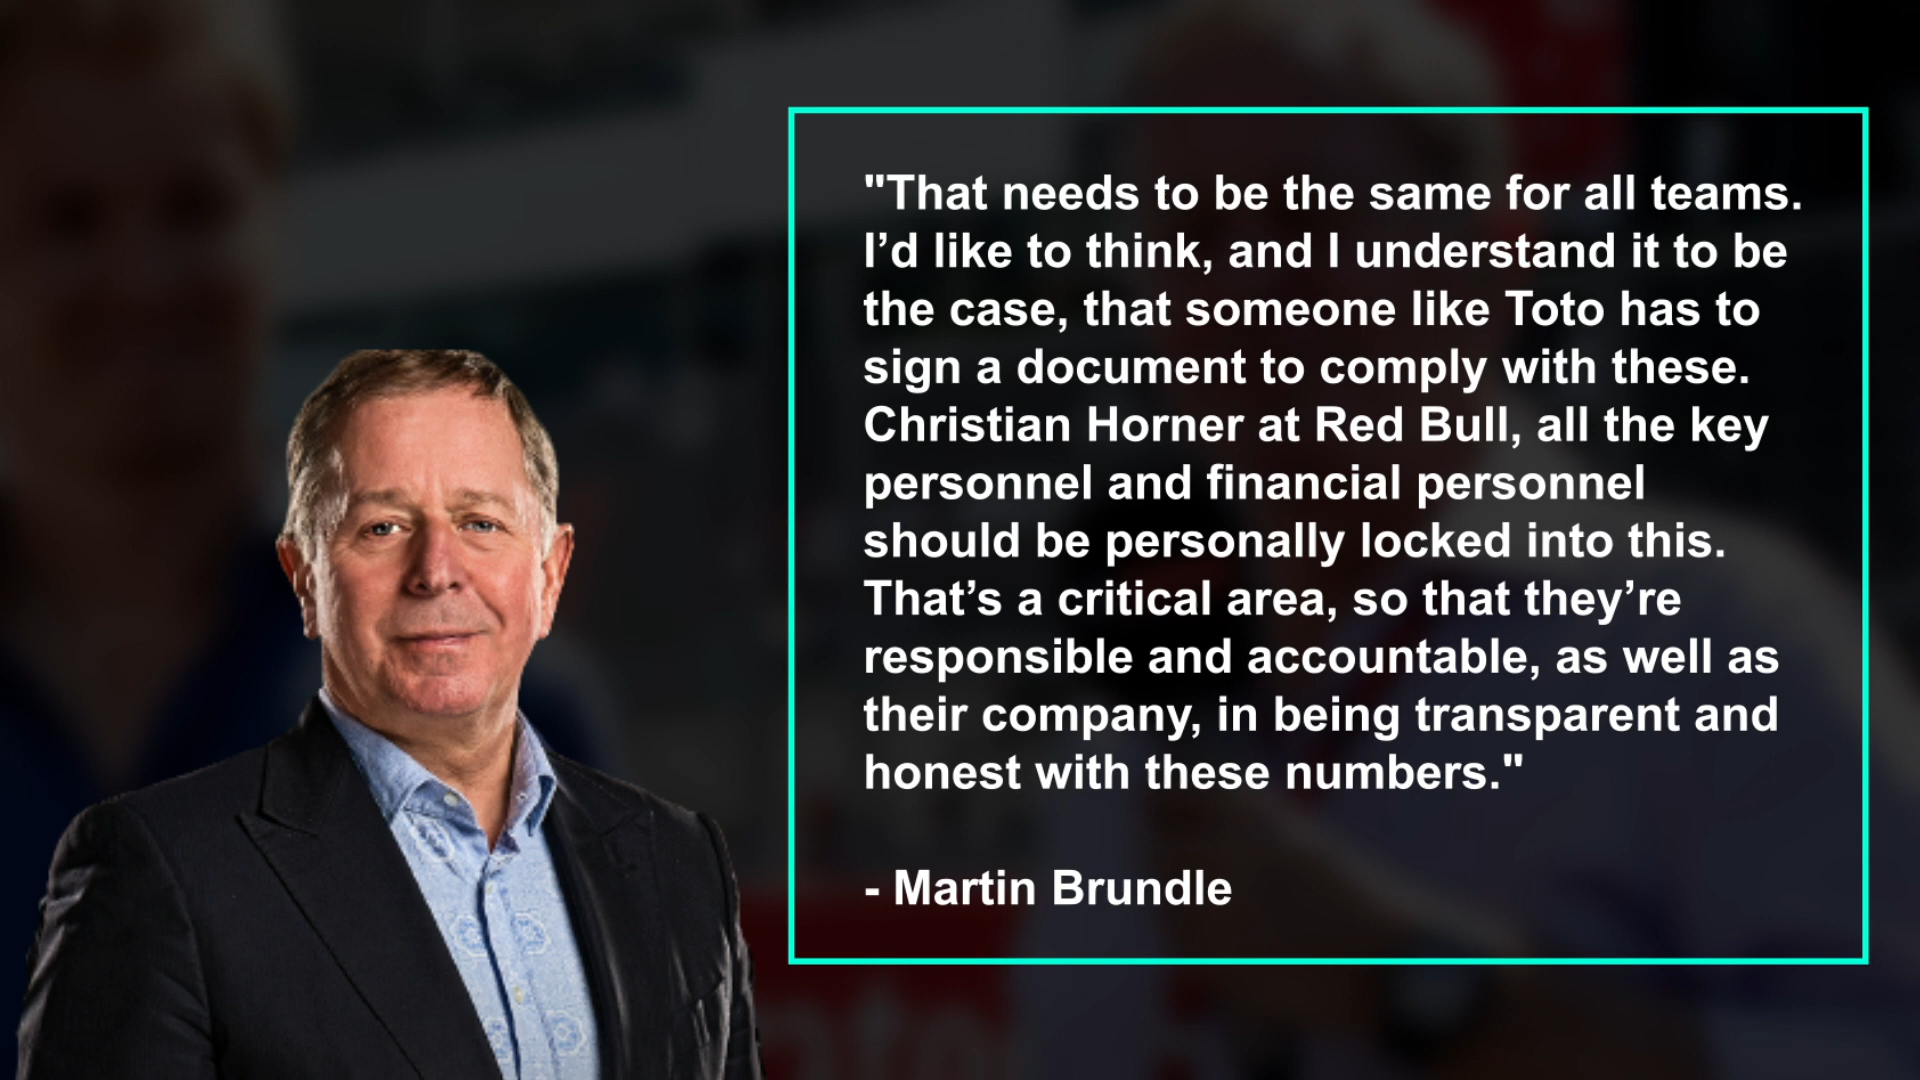 "That needs to be the same for all teams.
I’d like to think, and I understand it to be
the case, that someone like Toto has to
sign a document to comply with these.
Christian Horner at Red Bull, all the key
personnel and financial personnel
should be personally locked into this.
That’s a critical area, so that they’re
responsible and accountable, as well as
their company, in being transparent and
honest with these numbers."
- Martin Brundle